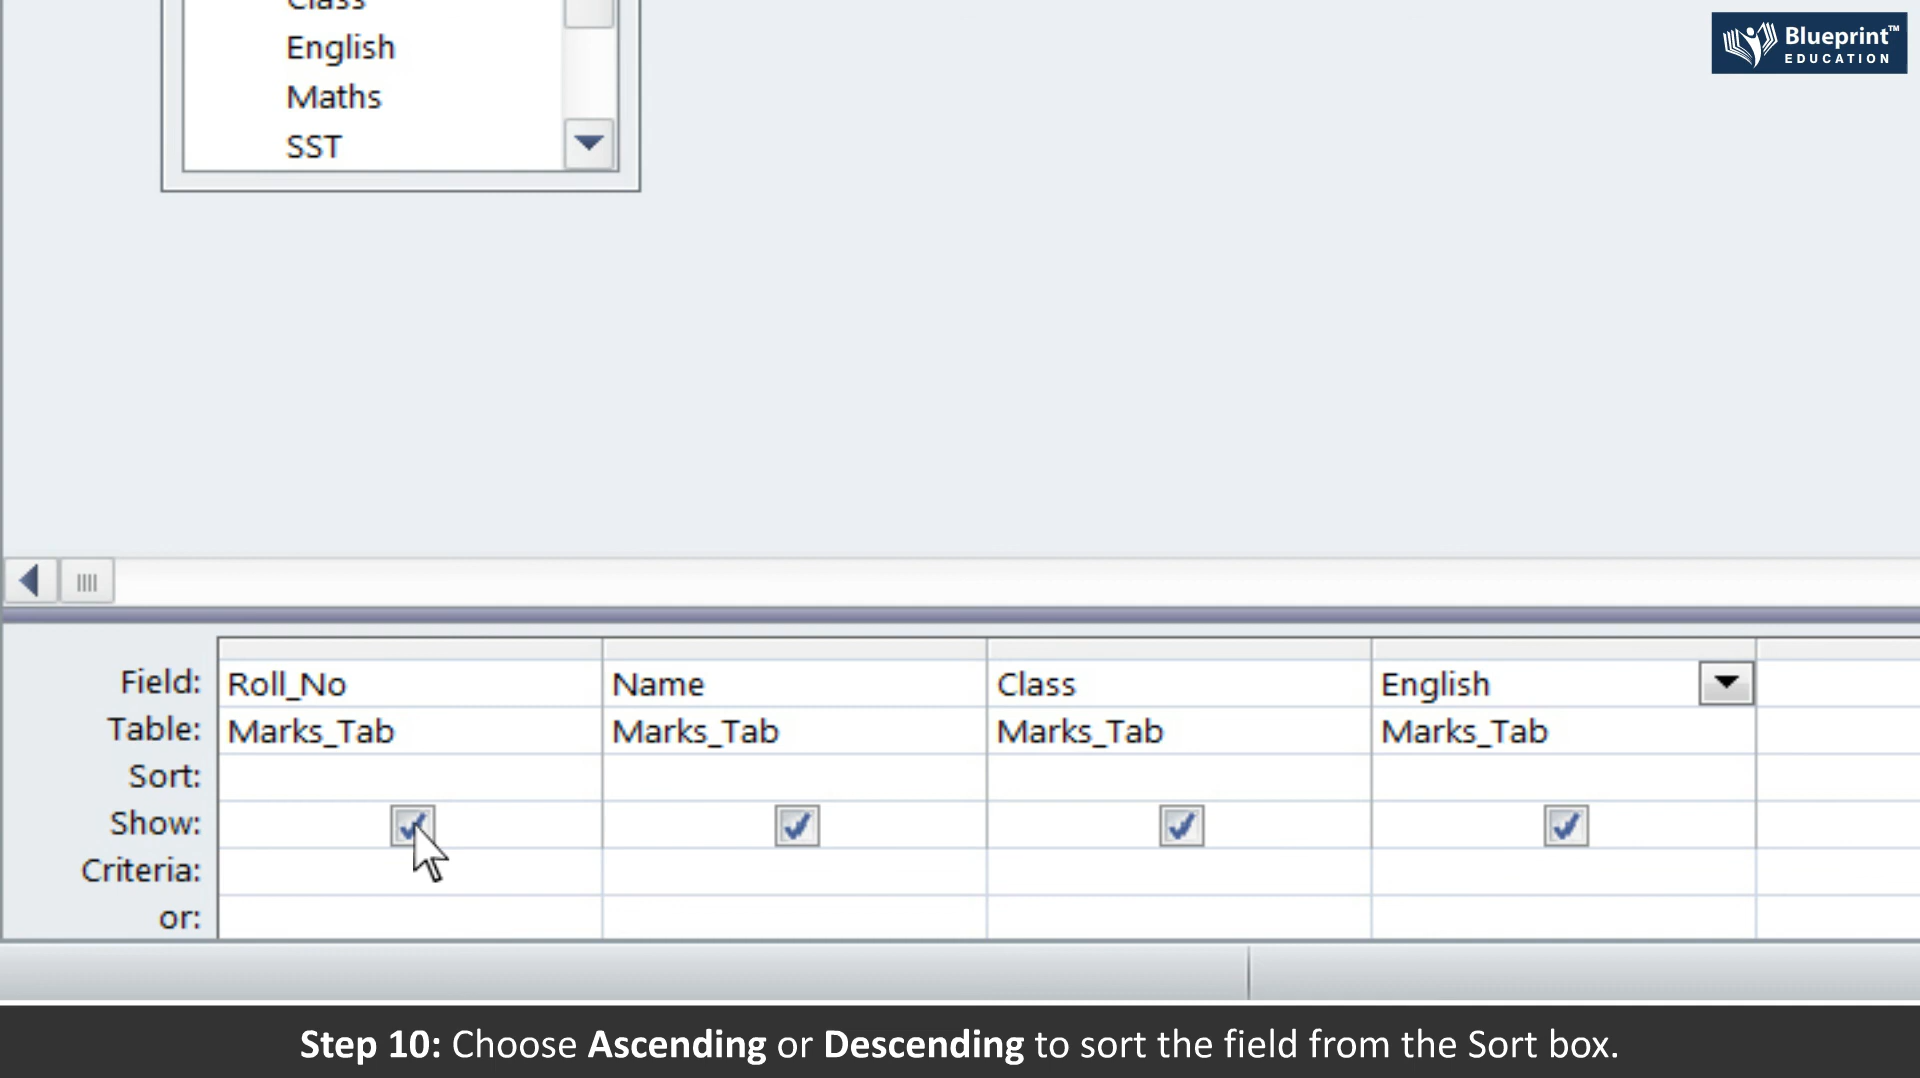 Class
English
Maths
SST
Blueprint™
EDUCATION
Field: Roll_No Name Class English
Table: Marks_Tab Marks_Tab Marks_Tab Marks_Tab
Sort:
Show:
Criteria:
or:
Step 10: Choose Ascending or Descending to sort the field from the Sort box.